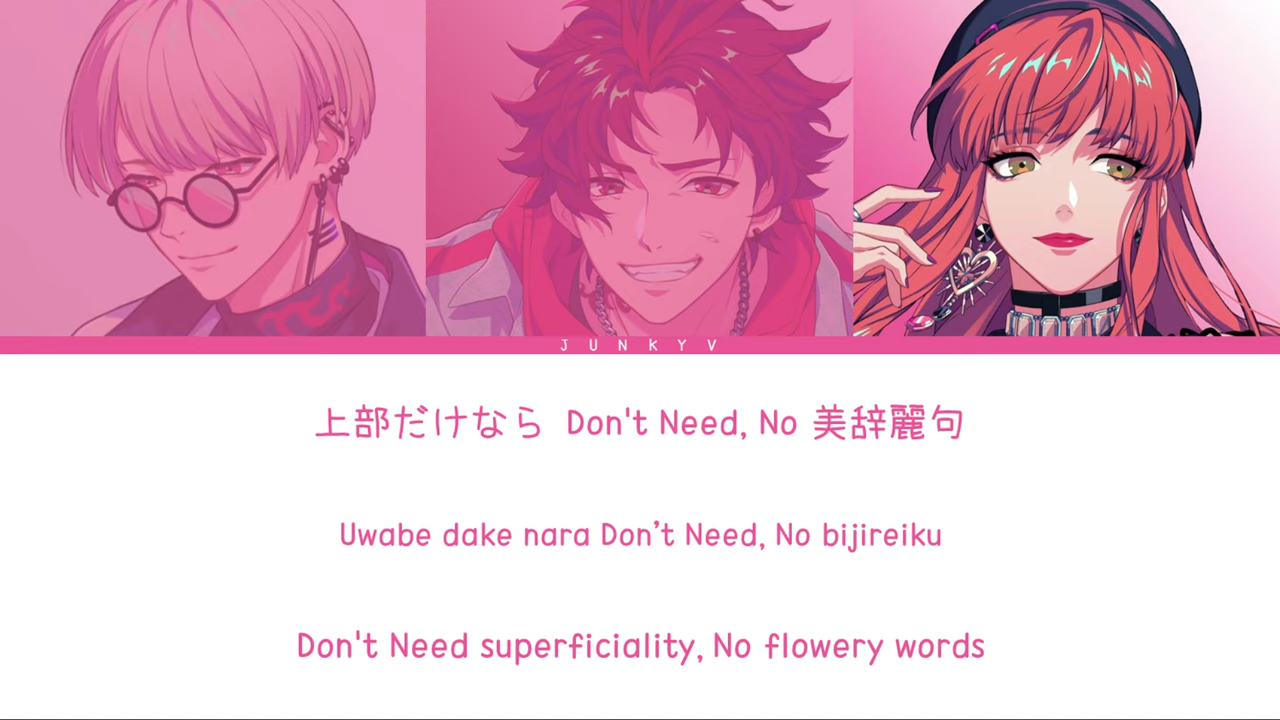 JUNKYV
上部だけなら Don't Need, No 美辞麗句
Uwabe dake nara Don’t Need, No bijireiku
Don't Need superficiality, No flowery words